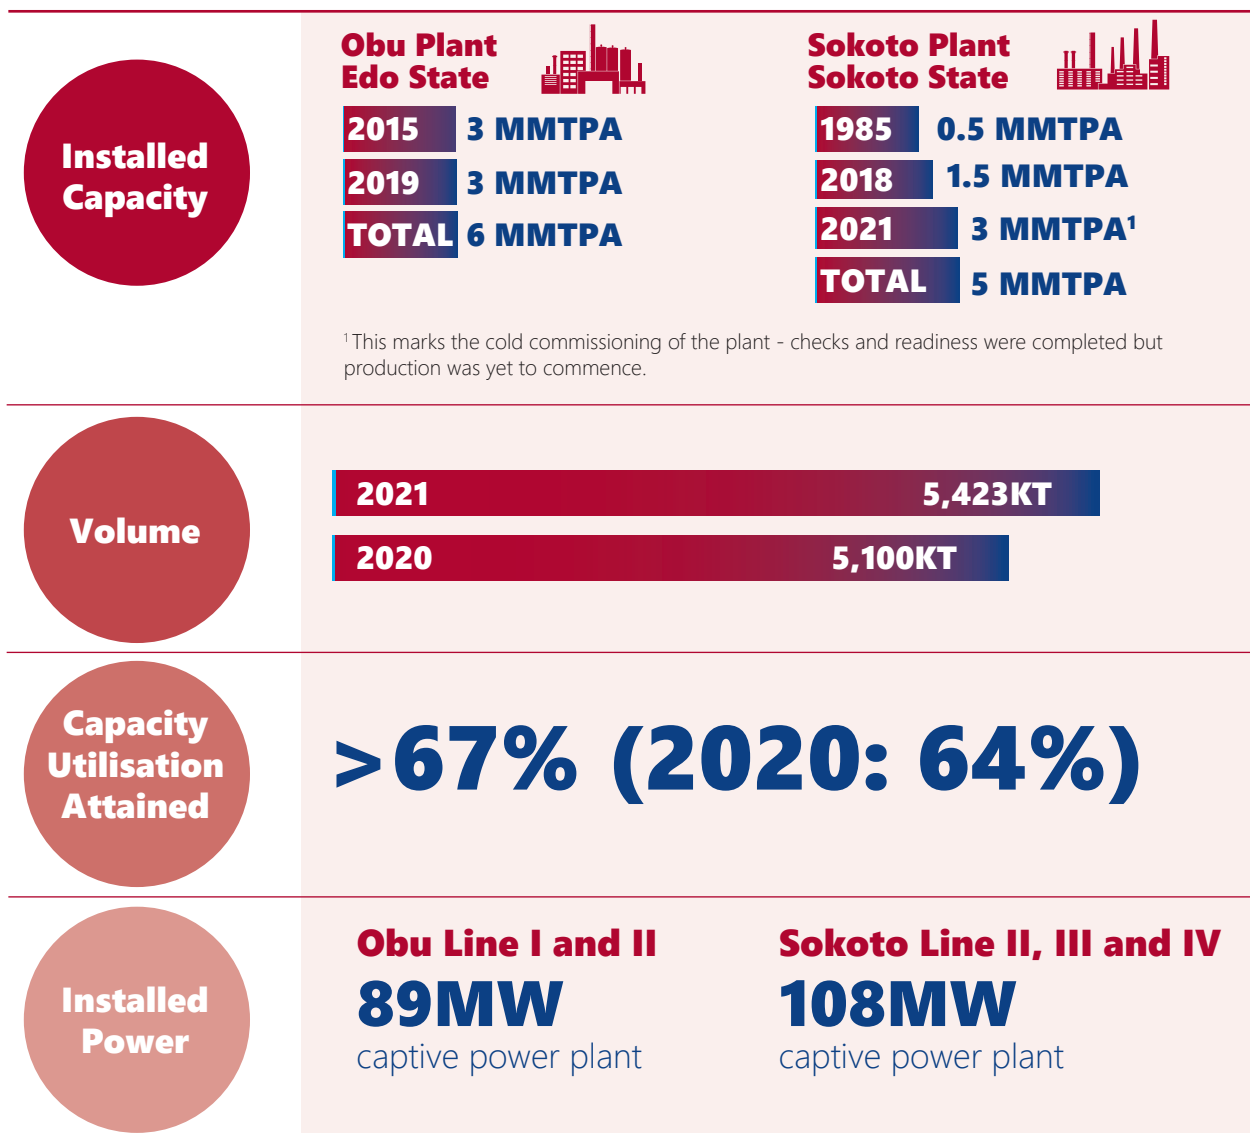 Installed
Capacity
Obu Plant
Edo State
2015 3 MMTPA
2019 3 MMTPA
TOTAL 6 MMTPA
Sokoto Plant
Sokoto State
1985 0.5 MMTPA
2018 1.5 MMTPA
2021 3 MMTPA¹
TOTAL 5 MMTPA
¹ This marks the cold commissioning of the plant - checks and readiness were completed but
production was yet to commence.
Volume
2021 5,423KT
2020 5,100KT
Capacity
Utilisation
Attained
>67% (2020: 64%)
Installed
Power
Obu Line I and II
89MW
captive power plant
Sokoto Line II, III and IV
108MW
captive power plant